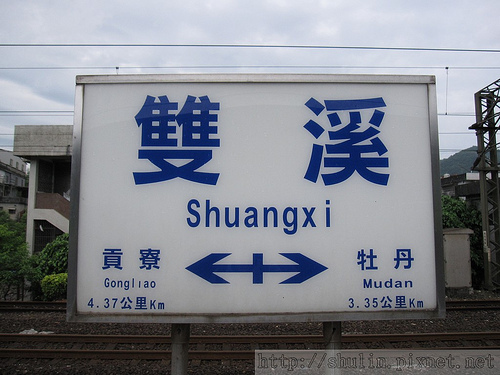 雙 溪
Shuangxi
貢寮 牡丹
Gongliao Mudan
4.37公里Km 3.35公里Km
http://shulin.pixnet.net